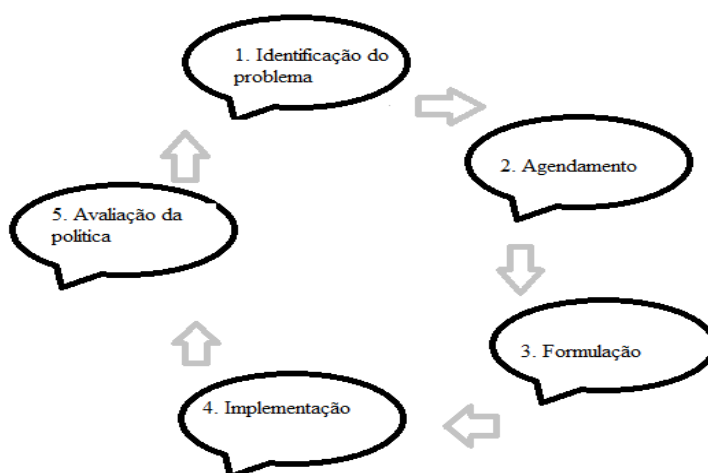 1. Identificação do
problema
2. Agendamento
3. Formulação
4. Implementação
5. Avaliação da
política